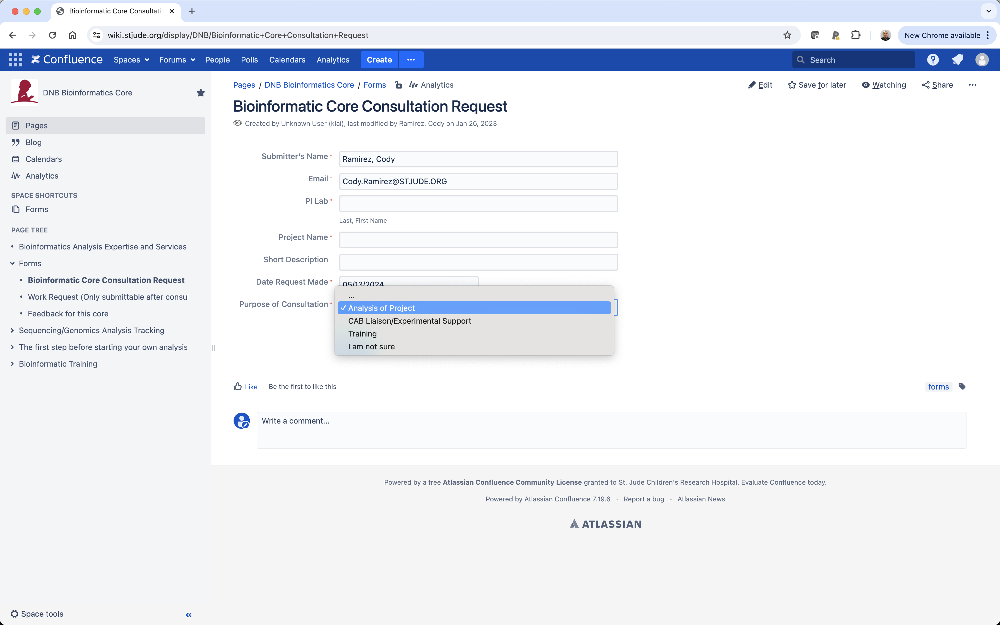 Bioinformatic Core Consultati
wiki.stjude.org/display/DNB/Bioinformatic+Core+Consultation+Request
New Chrome available
Confluence
Spaces
Forums
People
Polls
Calendars
Analytics
Create
Search
DNB Bioinformatics Core
Pages
Blog
Calendars
Analytics
SPACE SHORTCUTS
Forms
PAGE TREE
Bioinformatics Analysis Expertise and Services
Forms
Bioinformatic Core Consultation Request
Work Request (Only submittable after consul
Feedback for this core
Sequencing/Genomics Analysis Tracking
The first step before starting your own analysis
Bioinformatic Training
Space tools
Pages / DNB Bioinformatics Core / Forms Analytics
Edit
Save for later
Watching
Share
Bioinformatic Core Consultation Request
Created by Unknown User (klai), last modified by Ramirez, Cody on Jan 26, 2023
Submitter's Name* Ramirez, Cody
Email* Cody.Ramirez@STJUDE.ORG
PI Lab*
Last, First Name
Project Name*
Short Description
Date Request Made* 05/13/2024
Purpose of Consultation*
...
✓ Analysis of Project
CAB Liaison/Experimental Support
Training
I am not sure
Like Be the first to like this
forms
Write a comment...
Powered by a free Atlassian Confluence Community License granted to St. Jude Children's Research Hospital. Evaluate Confluence today.
Powered by Atlassian Confluence 7.19.6 · Report a bug · Atlassian News
ATLASSIAN